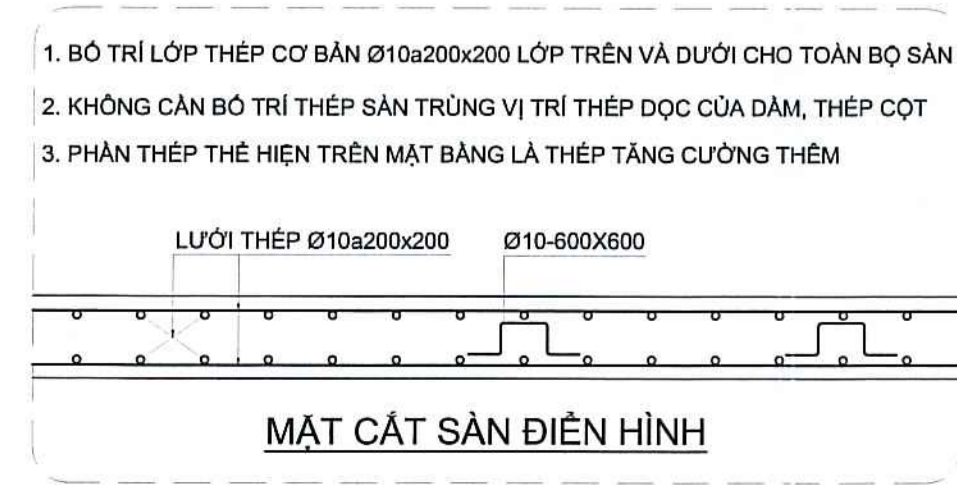 1. BỐ TRÍ LỚP THÉP CƠ BẢN Ø10a200x200 LỚP TRÊN VÀ DƯỚI CHO TOÀN BỘ SÀN
2. KHÔNG CẦN BỐ TRÍ THÉP SÀN TRÙNG VỊ TRÍ THÉP DỌC CỦA DẦM, THÉP CỘT
3. PHẦN THÉP THỂ HIỆN TRÊN MẶT BẰNG LÀ THÉP TĂNG CƯỜNG THÊM
LƯỚI THÉP Ø10a200x200 Ø10-600X600
MẶT CẮT SÀN ĐIỂN HÌNH